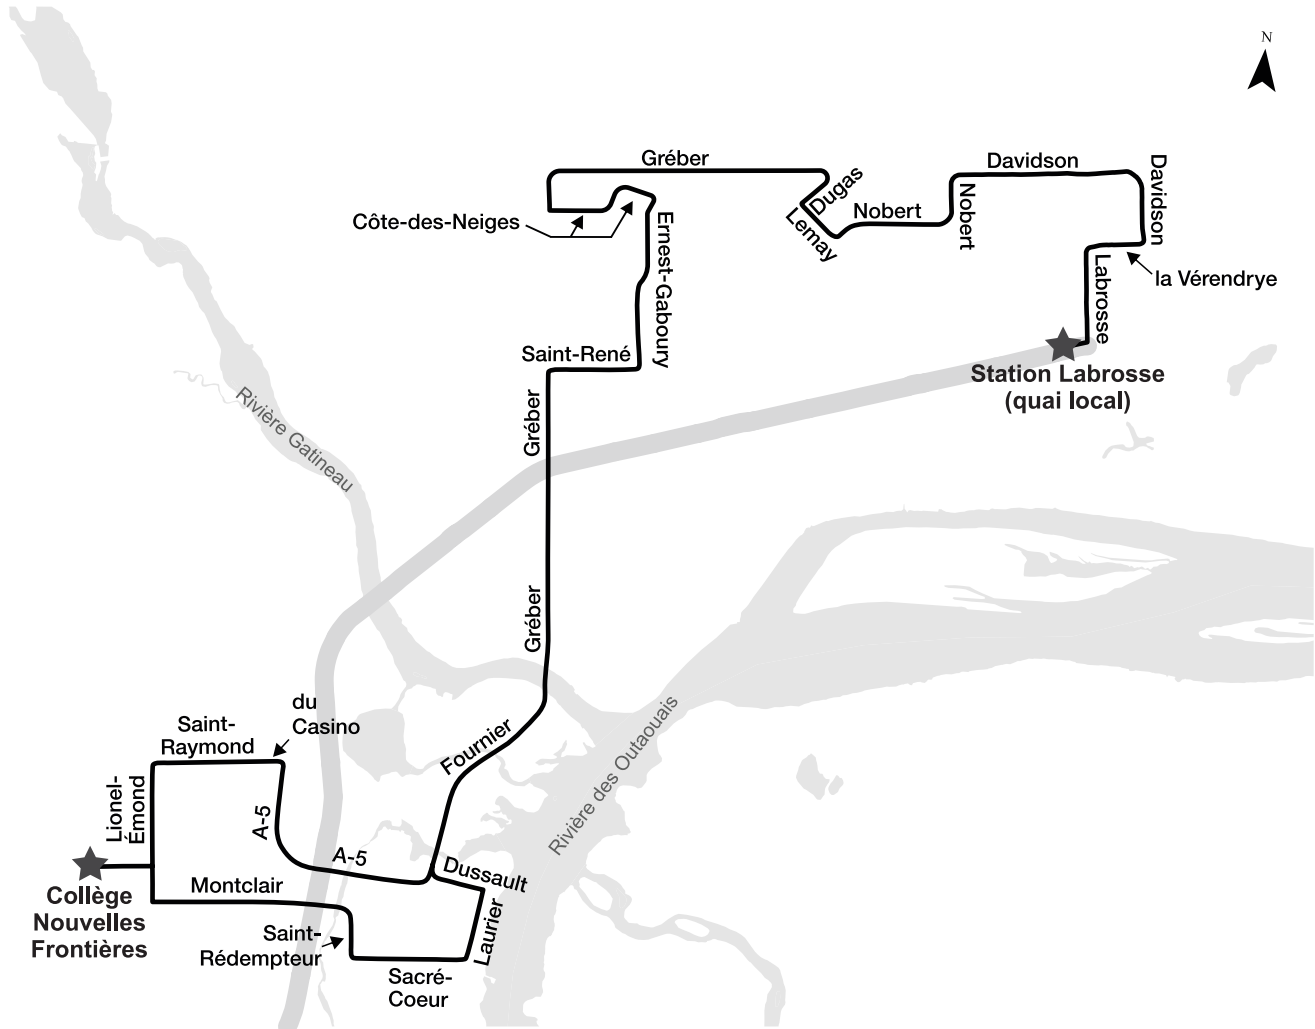 N
Gréber
Davidson
Davidson
Dugas
Lemay
Nobert
Nobert
Côte-des-Neiges
Ernest-Gaboury
la Vérendrye
Labrosse
Saint-René
Station Labrosse
(quai local)
Gréber
Rivière Gatineau
Gréber
Rivière des Outaouais
du
Casino
Saint-
Raymond
Fournier
Lionel-
Émond
A-5
A-5
Dussault
Montclair
Collège
Nouvelles
Frontières
Saint-
Rédempteur
Laurier
Sacré-
Coeur